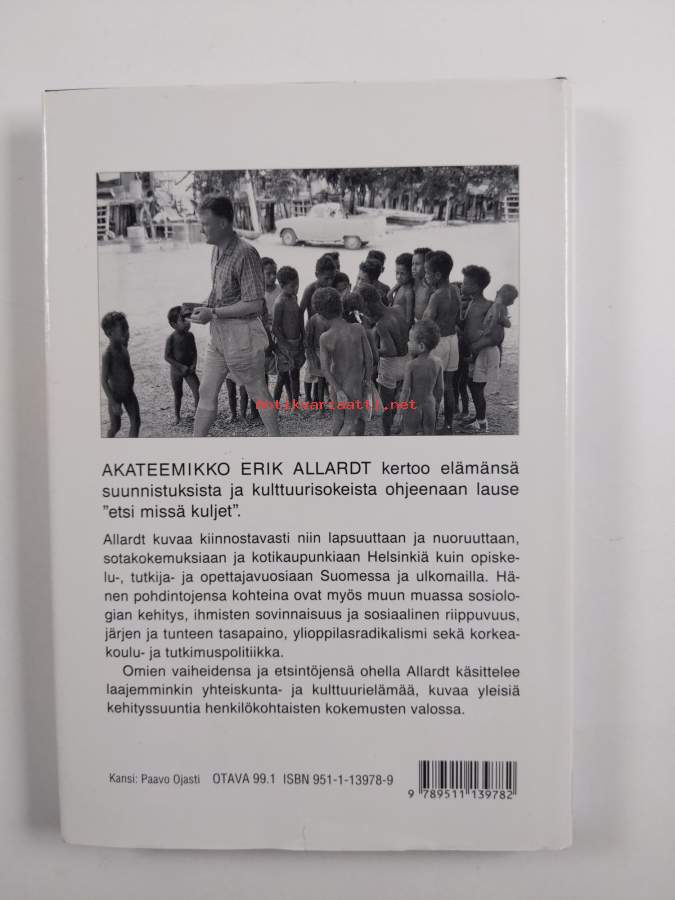 Antikvariaatti.net
AKATEEMIKKO ERIK ALLARDT kertoo elämänsä
suunnistuksista ja kulttuurisokeista ohjeenaan lause
"etsi missä kuljet".
Allardt kuvaa kiinnostavasti niin lapsuuttaan ja nuoruuttaan,
sotakokemuksiaan ja kotikaupunkiaan Helsinkiä kuin opiske-
lu-, tutkija- ja opettajavuosiaan Suomessa ja ulkomailla. Hä-
nen pohdintojensa kohteina ovat myös muun muassa sosiolo-
gian kehitys, ihmisten sovinnaisuus ja sosiaalinen riippuvuus,
järjen ja tunteen tasapaino, ylioppilasradikalismi sekä korkea-
koulu- ja tutkimuspolitiikka.
Omien vaiheidensa ja etsintöjensä ohella Allardt käsittelee
laajemminkin yhteiskunta- ja kulttuurielämää, kuvaa yleisiä
kehityssuuntia henkilökohtaisten kokemusten valossa.
Kansi: Paavo Ojasti OTAVA 99.1 ISBN 951-1-13978-9
9 789511 139782